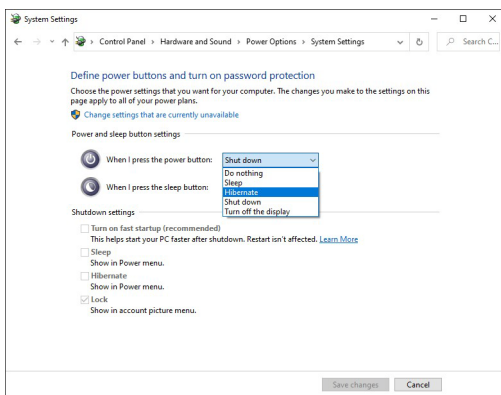 System Settings
Control Panel > Hardware and Sound > Power Options > System Settings
Search C...
Define power buttons and turn on password protection
Choose the power settings that you want for your computer. The changes you make to the settings on this
page apply to all of your power plans.
Change settings that are currently unavailable
Power and sleep button settings
When I press the power button: Shut down
Do nothing
When I press the sleep button: Sleep
Hibernate
Shut down
Turn off the display
Shutdown settings
Turn on fast startup (recommended)
This helps start your PC faster after shutdown. Restart isn't affected. Learn More
Sleep
Show in Power menu.
Hibernate
Show in Power menu.
Lock
Show in account picture menu.
Save changes Cancel